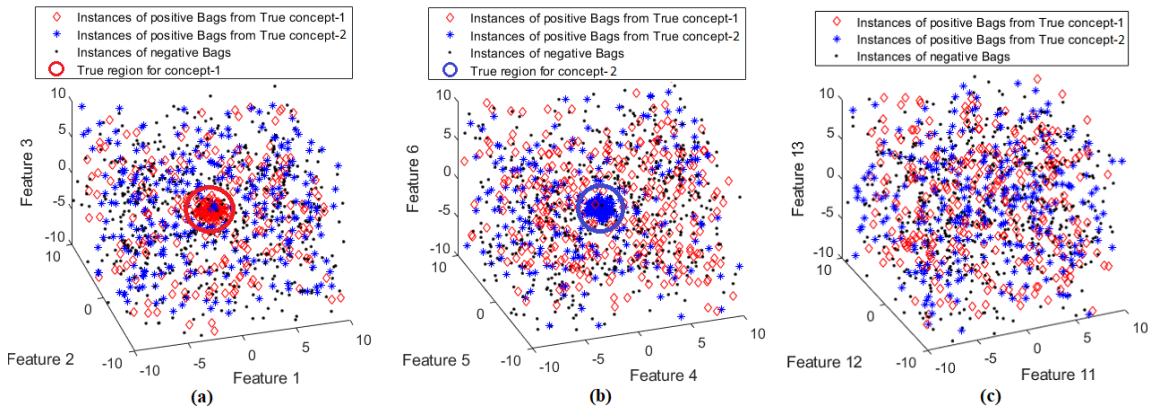 Instances of positive Bags from True concept-1
Instances of positive Bags from True concept-2
Instances of negative Bags
True region for concept-1
10
5
0
-5
-10
Feature 3
10
0
-10
Feature 2
-10
-5
0
5
10
Feature 1
(a)
Instances of positive Bags from True concept-1
Instances of positive Bags from True concept-2
Instances of negative Bags
True region for concept- 2
10
5
0
-5
-10
Feature 6
10
0
-10
Feature 5
-10
-5
0
5
10
Feature 4
(b)
Instances of positive Bags from True concept-1
Instances of positive Bags from True concept-2
Instances of negative Bags
10
5
0
-5
-10
Feature 13
10
0
-10
Feature 12
-10
-5
0
5
10
Feature 11
(c)